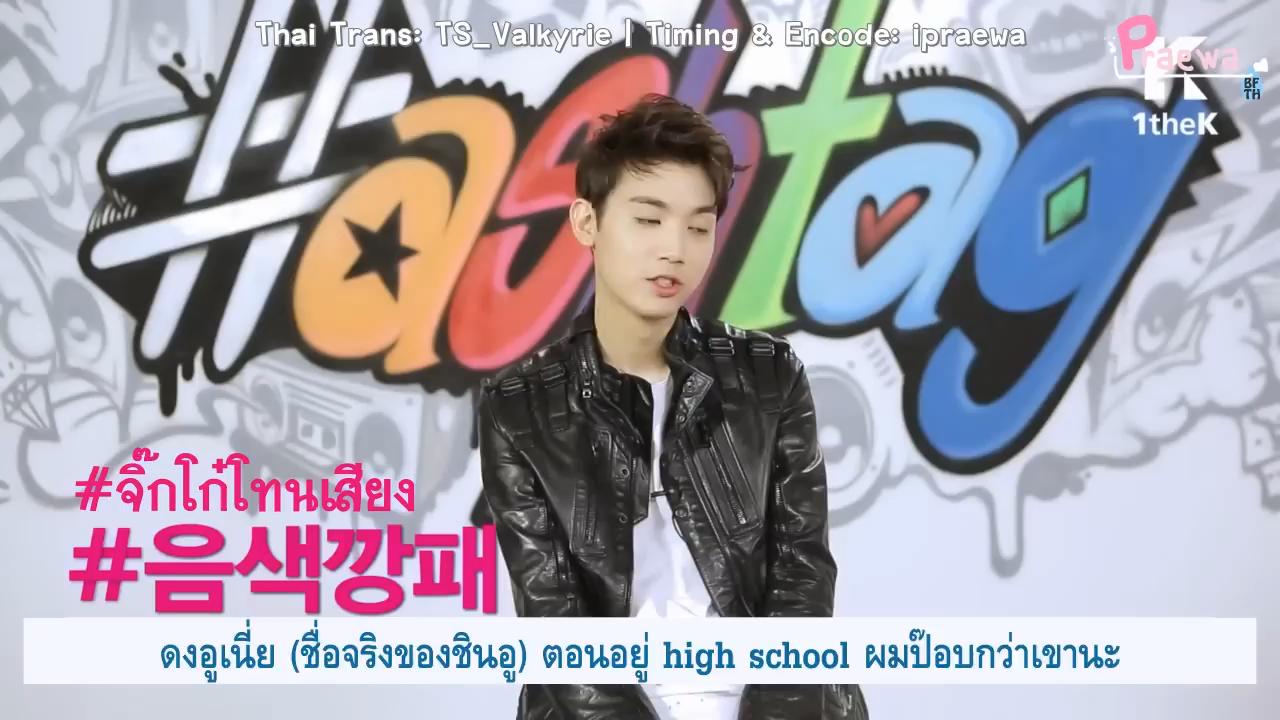 Thai Trans: TS_Valkyrie | Timing & Encode: ipraewa
Praewa
BF
TH
1theK
#ashtag
#จิ๊กโก๋โทนเสียง
#음색깡패
ดงอูเนี่ย (ชื่อจริงของชินอู) ตอนอยู่ high school ผมป๊อบกว่าเขานะ